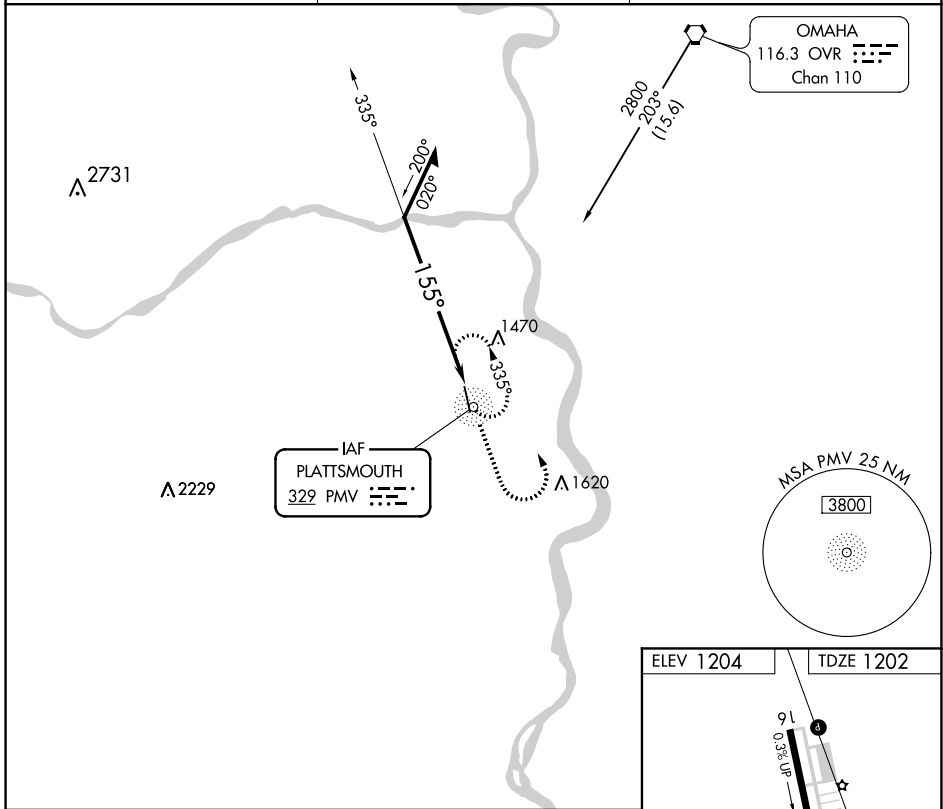 OMAHA
116.3 OVR
Chan 110
2800
203°
(15.6)
335°
200°
020°
2731
155°
1470
335°
IAF
PLATTSMOUTH
329 PMV
2229
1620
MSA PMV 25 NM
3800
ELEV 1204
TDZE 1202
16
P
0.3% UP